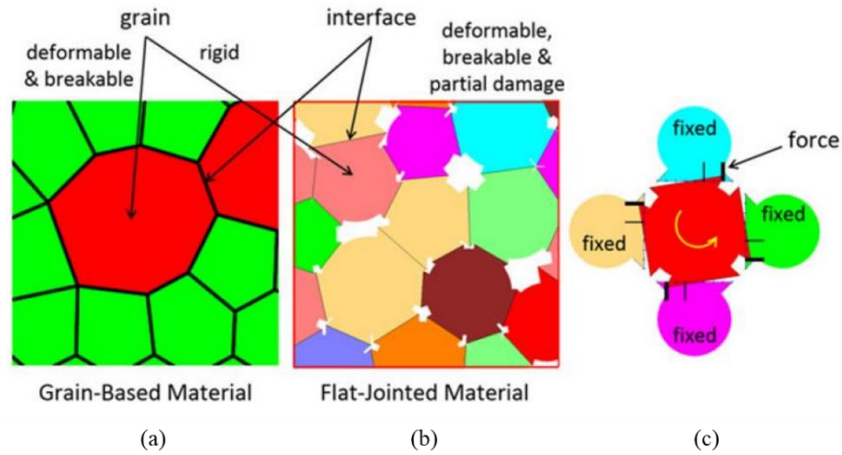 grain
interface
deformable
& breakable
rigid
deformable,
breakable &
partial damage
fixed
force
fixed
fixed
fixed
Grain-Based Material
Flat-Jointed Material
(a)
(b)
(c)